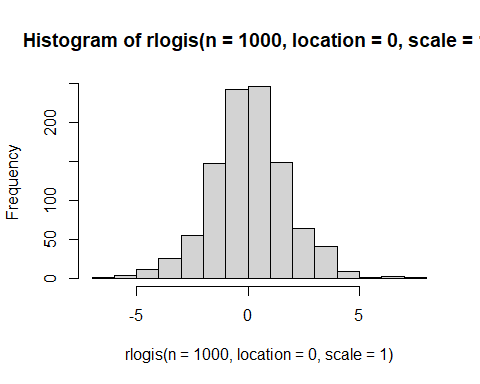 Histogram of rlogis(n = 1000, location = 0, scale =
Frequency
200
100
50
0
-5
0
5
rlogis(n = 1000, location = 0, scale = 1)